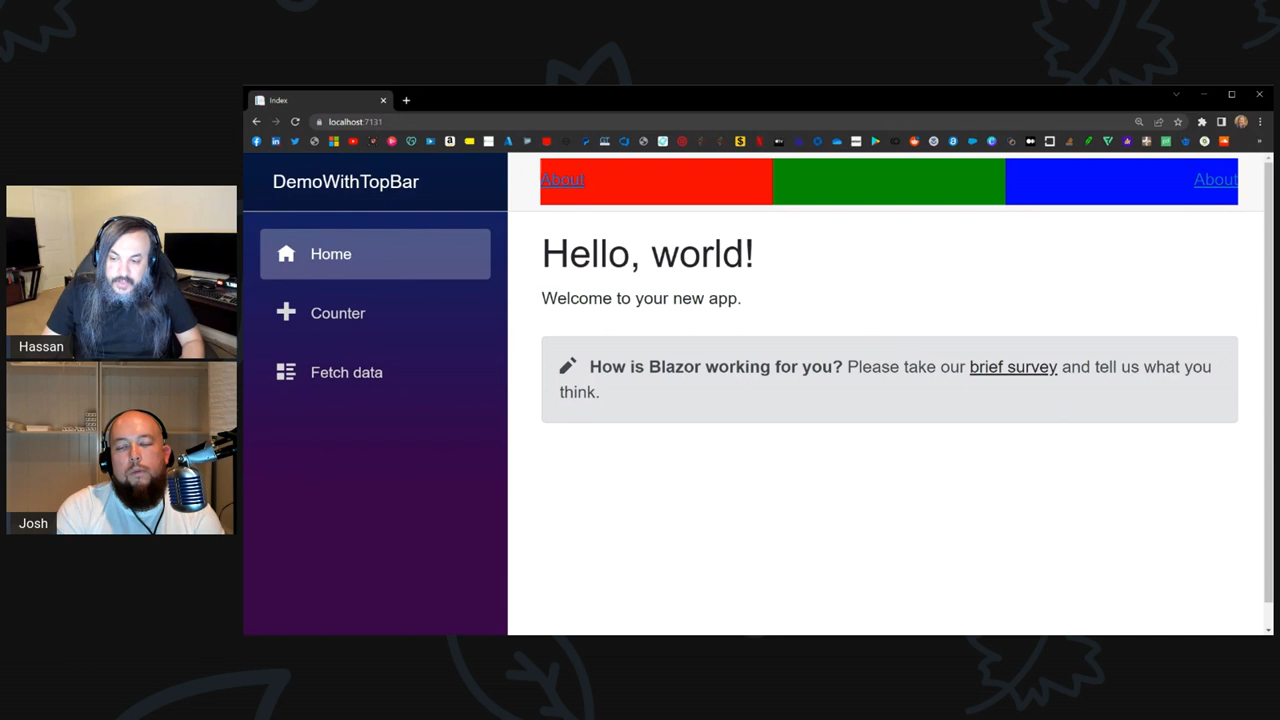 Index
localhost:7131
DemoWithTopBar
About
About
Home
Hello, world!
Counter
Welcome to your new app.
Fetch data
How is Blazor working for you? Please take our brief survey and tell us what you
think.
Hassan
Josh